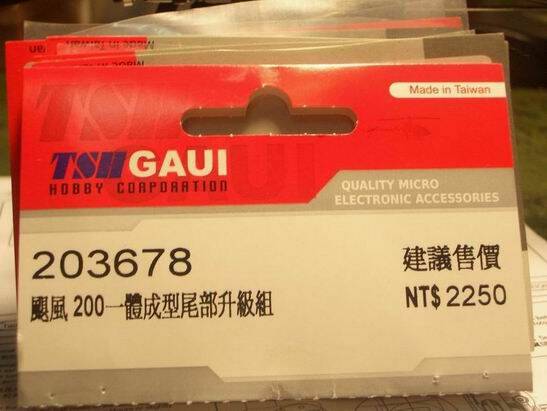 Made in Taiwan
TSH GAUI
HOBBY CORPORATION
QUALITY MICRO
ELECTRONIC ACCESSORIES
203678
建議售價
颶風 200一體成型尾部升級組
NT$ 2250